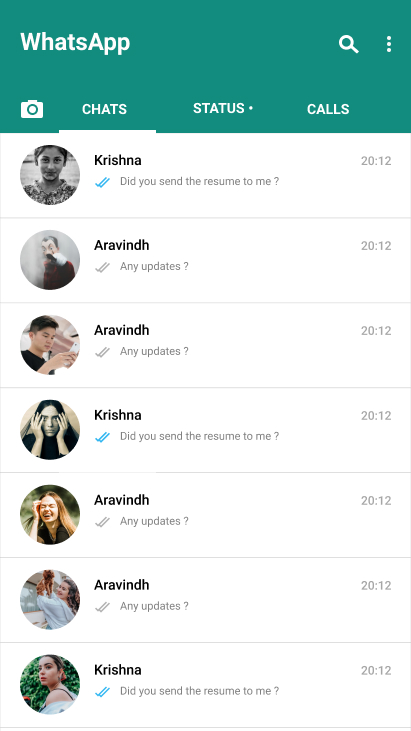 WhatsApp
CHATS STATUS • CALLS
Krishna 20:12
Did you send the resume to me ?
Aravindh 20:12
Any updates ?
Aravindh 20:12
Any updates ?
Krishna 20:12
Did you send the resume to me ?
Aravindh 20:12
Any updates ?
Aravindh 20:12
Any updates ?
Krishna 20:12
Did you send the resume to me ?